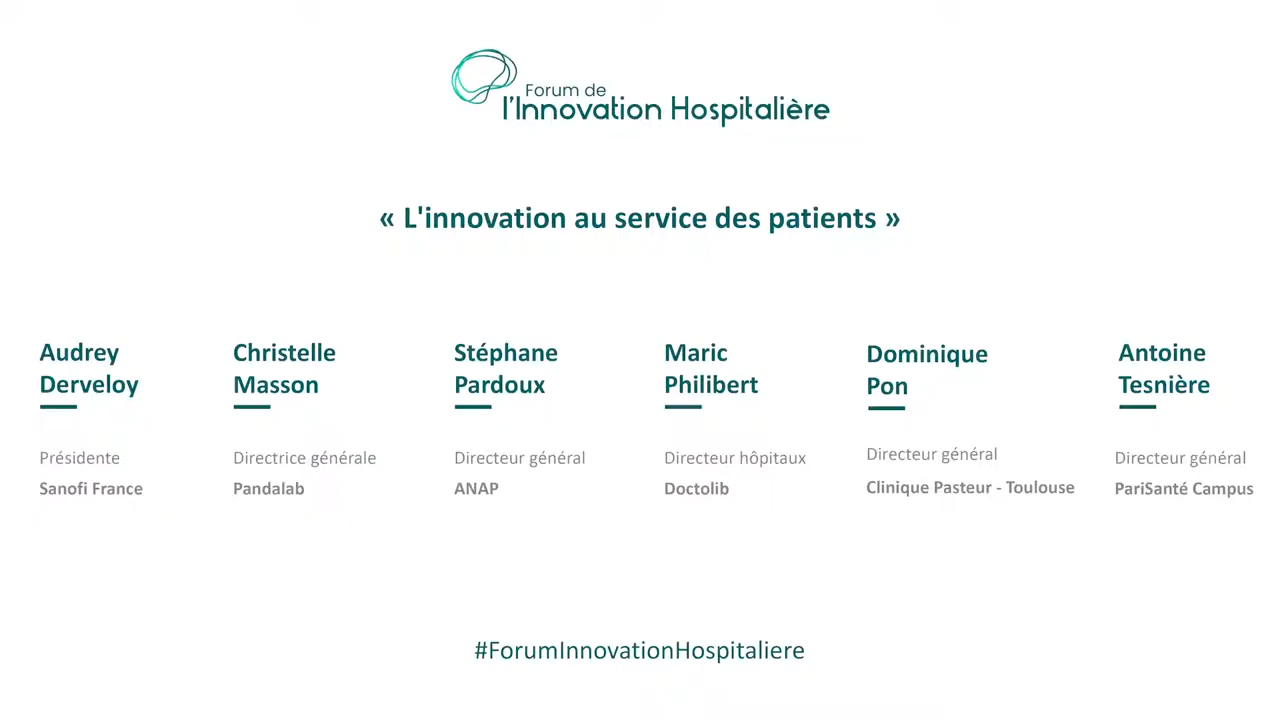 Forum de
l'Innovation Hospitalière
« L'innovation au service des patients »
Audrey
Derveloy
Présidente
Sanofi France
Christelle
Masson
Directrice générale
Pandalab
Stéphane
Pardoux
Directeur général
ANAP
Maric
Philibert
Directeur hôpitaux
Doctolib
Dominique
Pon
Directeur général
Clinique Pasteur - Toulouse
Antoine
Tesnière
Directeur général
PariSanté Campus
#ForumInnovationHospitaliere